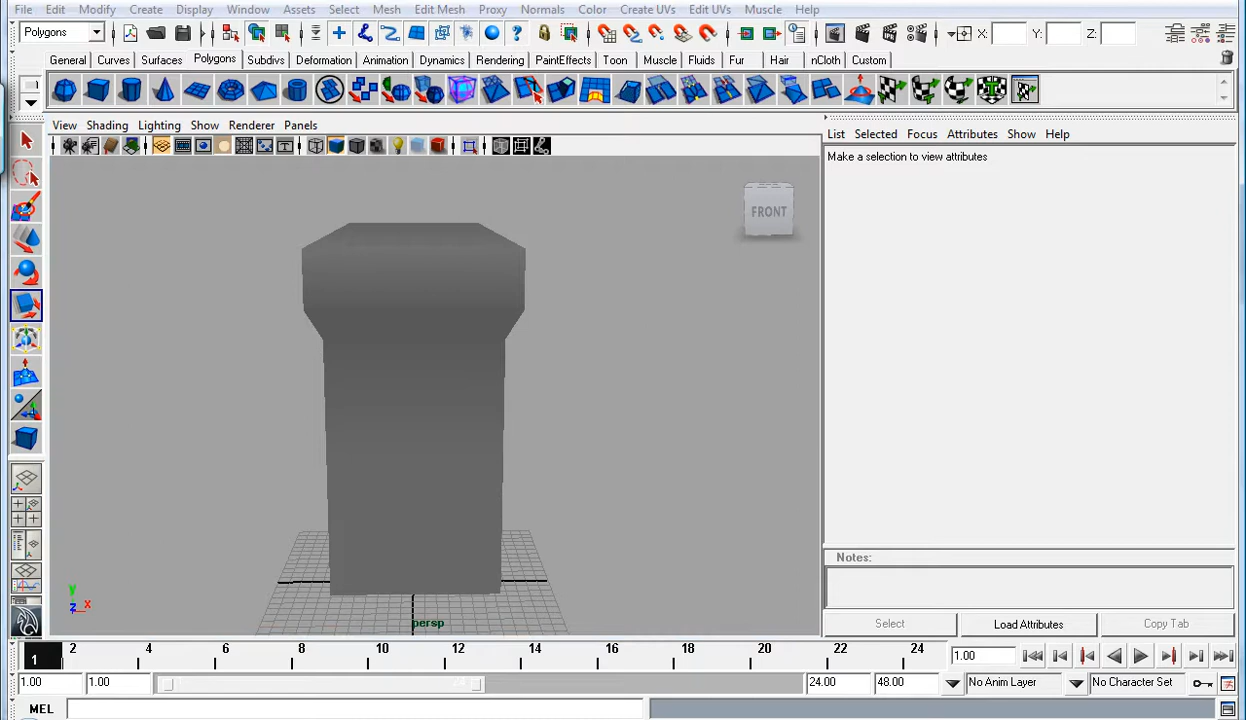 File Edit Modify Create Display Window Assets Select Mesh Edit Mesh Proxy Normals Color Create UVs Edit UVs Muscle Help
Polygons X: Y: Z:
General Curves Surfaces Polygons Subdivs Deformation Animation Dynamics Rendering PaintEffects Toon Muscle Fluids Fur Hair nCloth Custom
View Shading Lighting Show Renderer Panels
List Selected Focus Attributes Show Help
Make a selection to view attributes
FRONT
Notes:
y
z x
persp
Select Load Attributes Copy Tab
1 2 4 6 8 10 12 14 16 18 20 22 24 1.00
1.00 1.00 24.00 48.00 No Anim Layer No Character Set
MEL